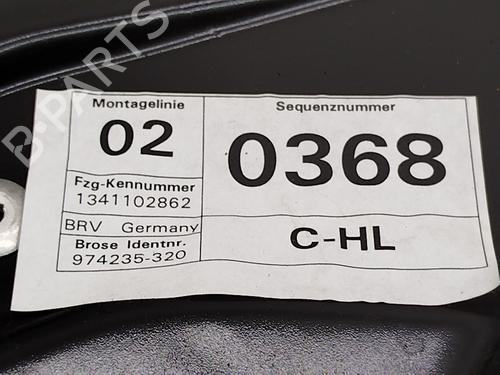 B-PARTS
Montagelinie
02
Fzg-Kennummer
1341102862
BRV Germany
Brose Identnr.
974235-320
Sequenznummer
0368
C-HL